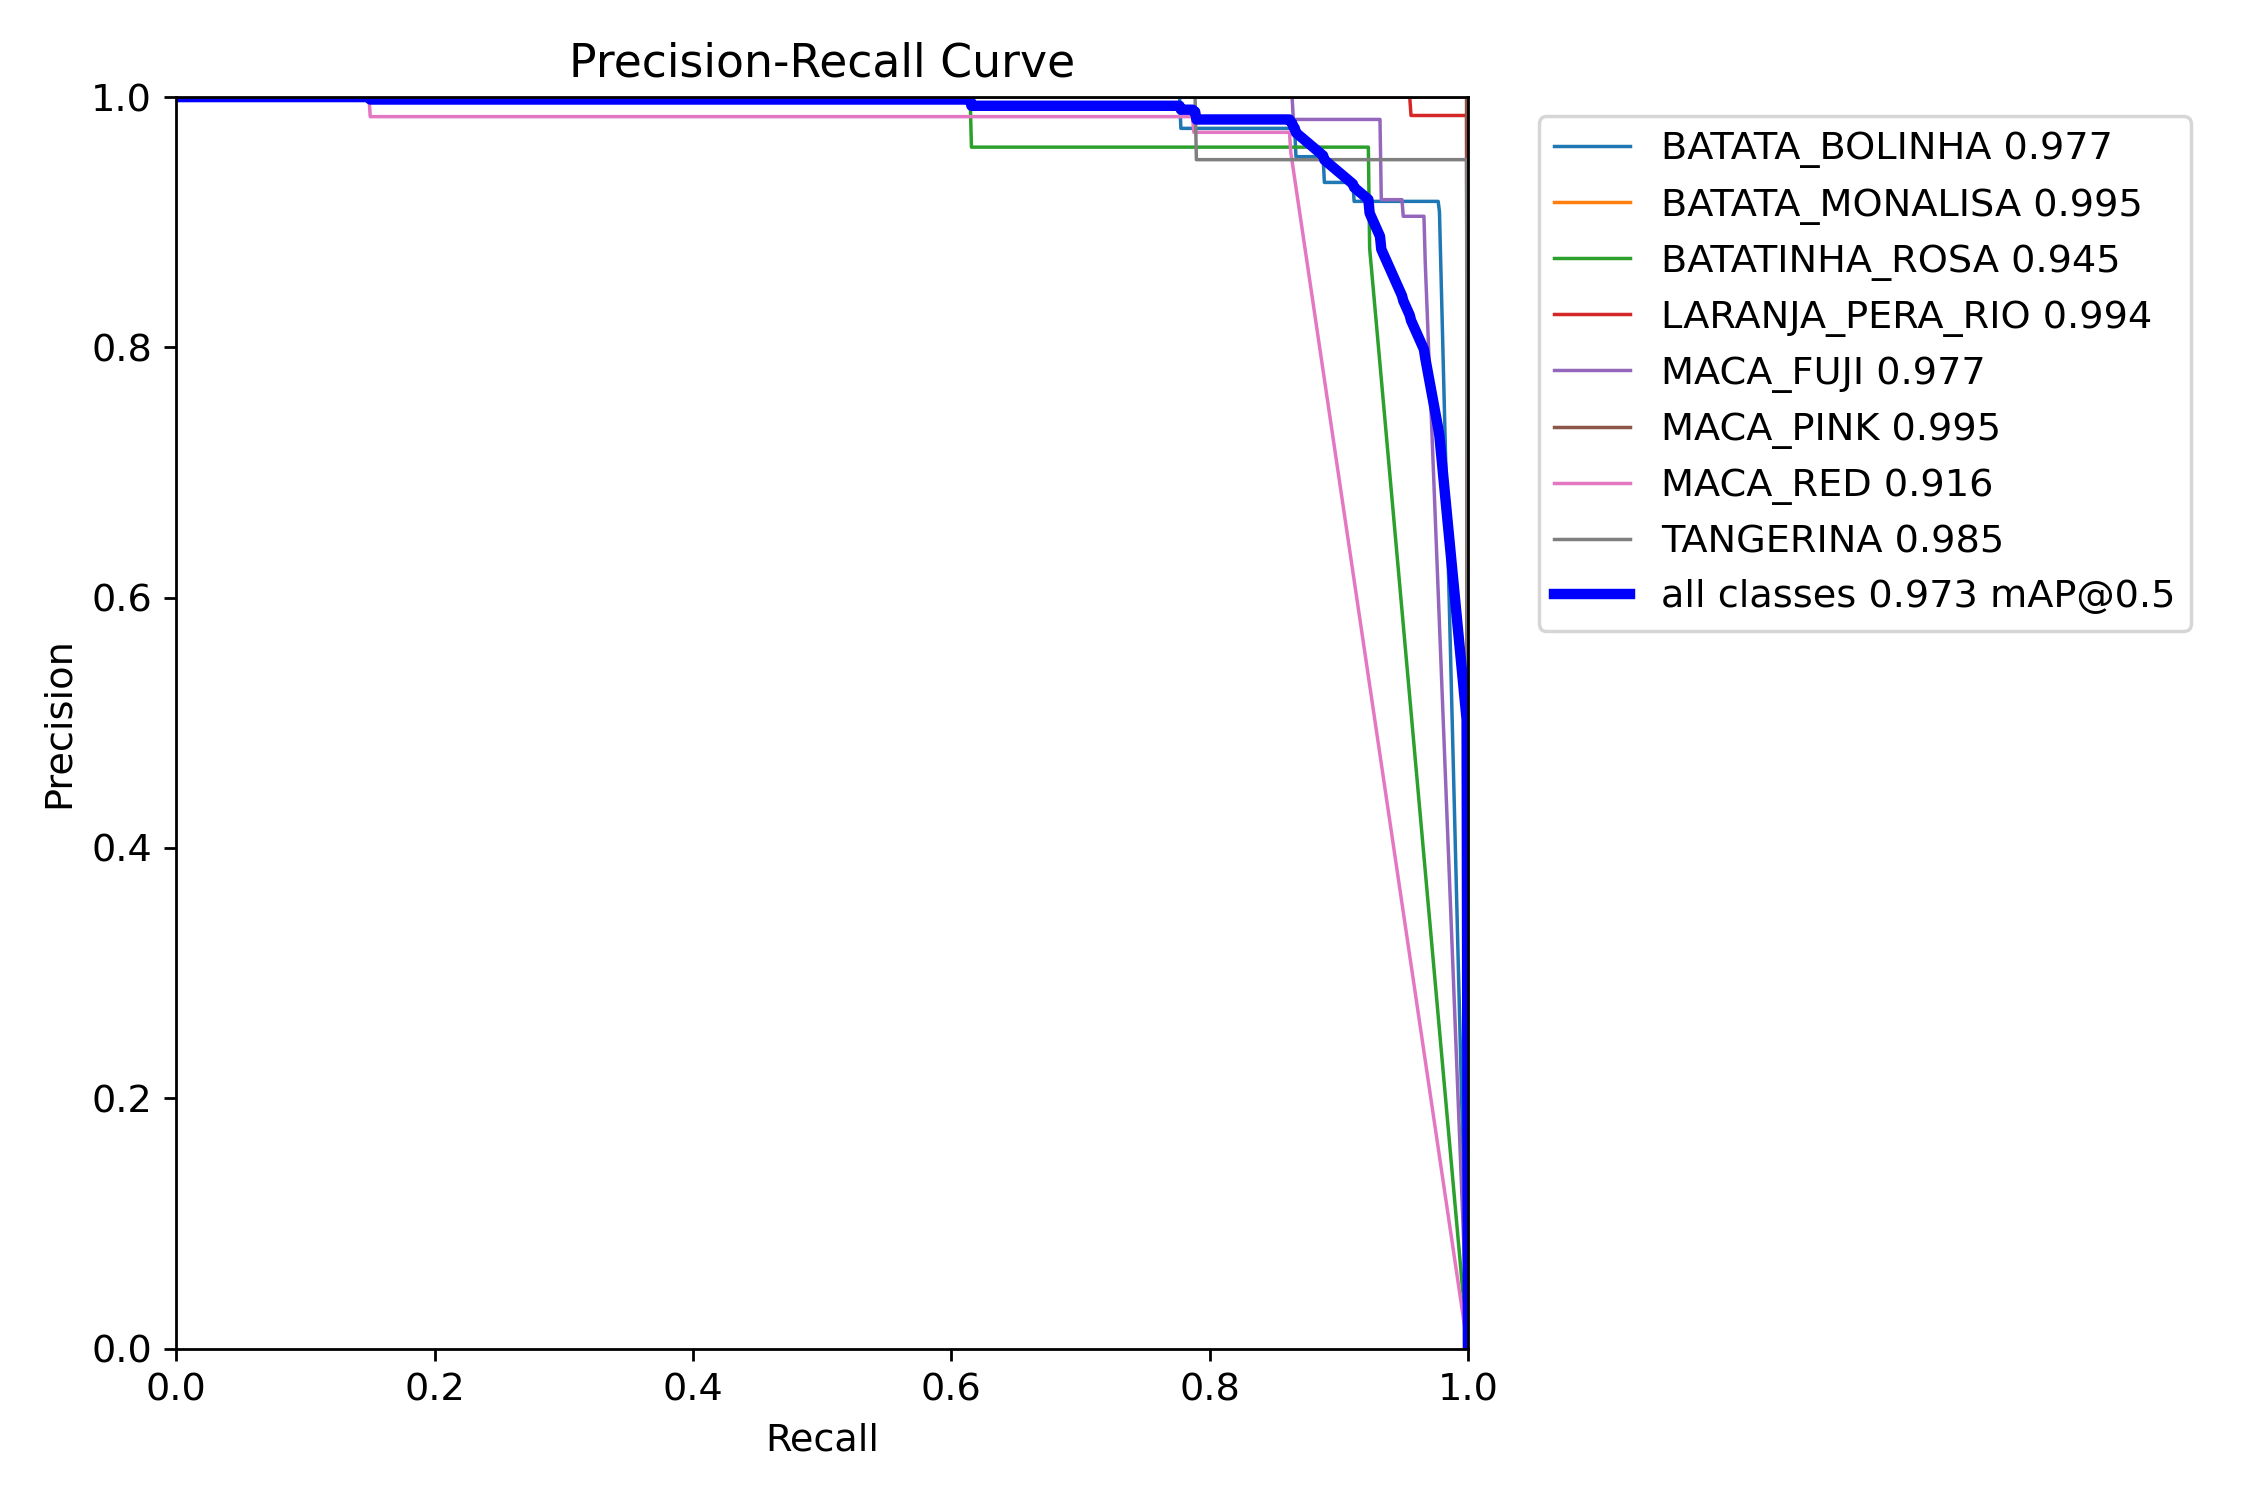 Precision-Recall Curve
1.0
0.8
0.6
0.4
0.2
0.0
Precision
0.0 0.2 0.4 0.6 0.8 1.0
Recall
BATATA_BOLINHA 0.977
BATATA_MONALISA 0.995
BATATINHA_ROSA 0.945
LARANJA_PERA_RIO 0.994
MACA_FUJI 0.977
MACA_PINK 0.995
MACA_RED 0.916
TANGERINA 0.985
all classes 0.973 mAP@0.5